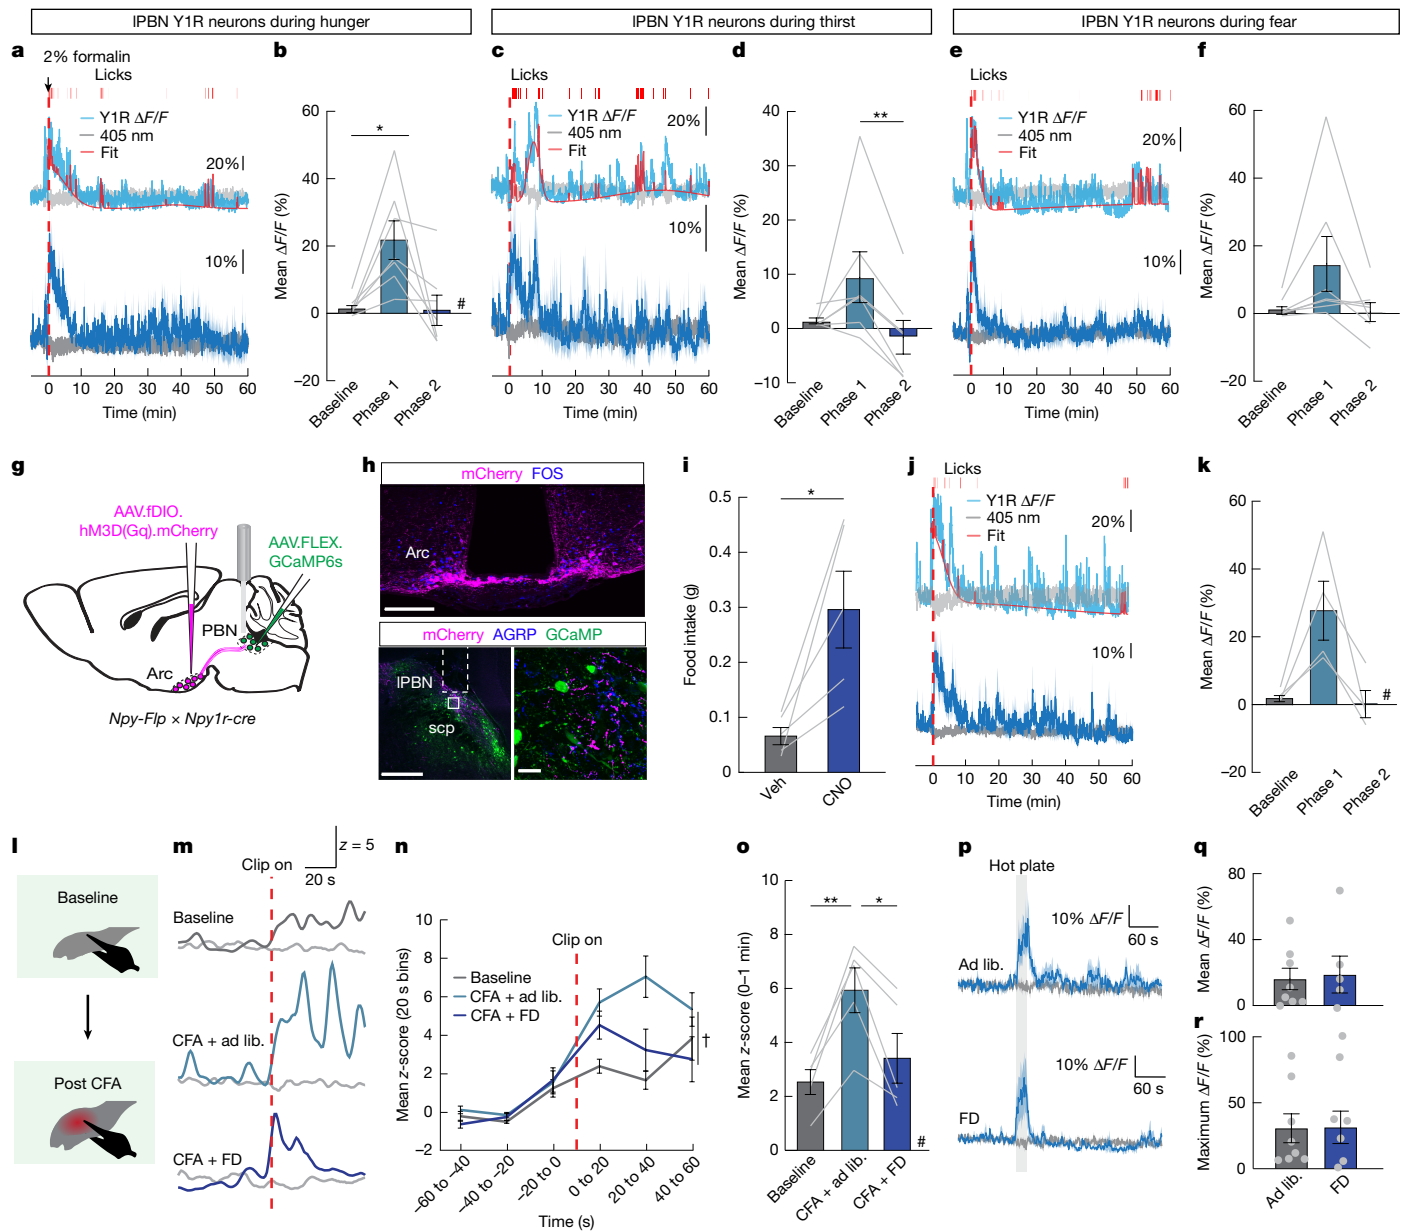 lPBN Y1R neurons during hunger
lPBN Y1R neurons during thirst
lPBN Y1R neurons during fear
a
2% formalin
Licks
Y1R ΔF/F
405 nm
Fit
20%
10%
0 10 20 30 40 50 60
Time (min)
b
Mean ΔF/F (%)
60
40
20
0
−20
*
#
Baseline
Phase 1
Phase 2
c
Licks
Y1R ΔF/F
405 nm
Fit
20%
10%
0 10 20 30 40 50 60
Time (min)
d
Mean ΔF/F (%)
40
30
20
10
0
−10
**
Baseline
Phase 1
Phase 2
e
Licks
Y1R ΔF/F
405 nm
Fit
20%
10%
0 10 20 30 40 50 60
Time (min)
f
Mean ΔF/F (%)
60
40
20
0
−20
Baseline
Phase 1
Phase 2
g
AAV.fDIO.
hM3D(Gq).mCherry
AAV.FLEX.
GCaMP6s
PBN
Arc
Npy-Flp × Npy1r-cre
h
mCherry FOS
Arc
mCherry AGRP GCaMP
lPBN
scp
i
Food intake (g)
0.5
0.4
0.3
0.2
0.1
0
*
Veh
CNO
j
Licks
Y1R ΔF/F
405 nm
Fit
20%
10%
0 10 20 30 40 50 60
Time (min)
k
Mean ΔF/F (%)
60
40
20
0
−20
#
Baseline
Phase 1
Phase 2
l
Baseline
Post CFA
m
z = 5
20 s
Clip on
Baseline
CFA + ad lib.
CFA + FD
n
Mean z-score (20 s bins)
10
8
6
4
2
0
−2
Clip on
Baseline
CFA + ad lib.
CFA + FD
†
−60 to −40
−40 to −20
−20 to 0
0 to 20
20 to 40
40 to 60
Time (s)
o
Mean z-score (0–1 min)
10
8
6
4
2
0
**
*
#
Baseline
CFA + ad lib.
CFA + FD
p
Hot plate
10% ΔF/F
60 s
Ad lib.
10% ΔF/F
60 s
FD
q
Mean ΔF/F (%)
80
40
0
r
Maximum ΔF/F (%)
100
50
0
Ad lib.
FD